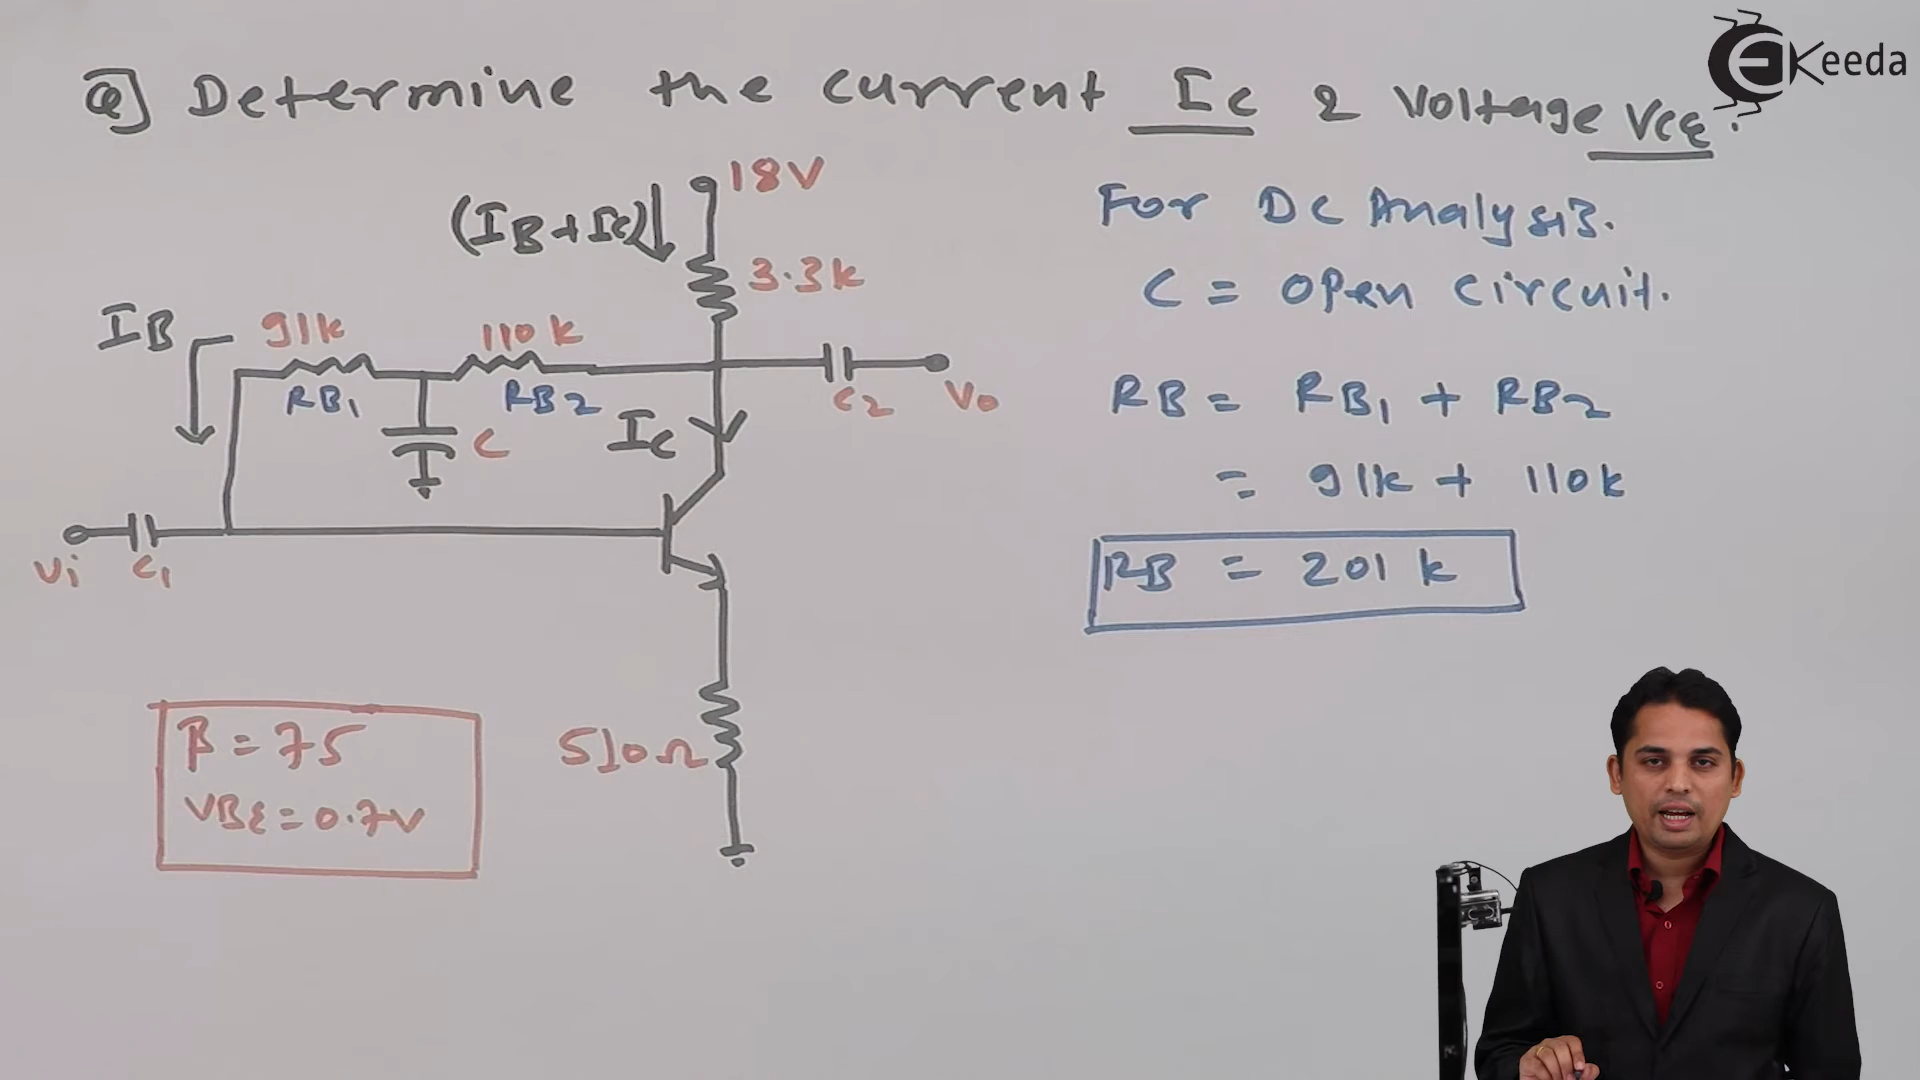 Q] Determine the current Ic & Voltage VCE.
EKeeda
18V
(IB+Ic)
3.3k
IB
91k
110k
RB1
RB2
Ic
C
C2
Vo
Vi
C1
β=75
VBE=0.7V
510Ω
For DC Analysis.
C = open circuit.
RB = RB1 + RB2
= 91k + 110k
RB = 201k